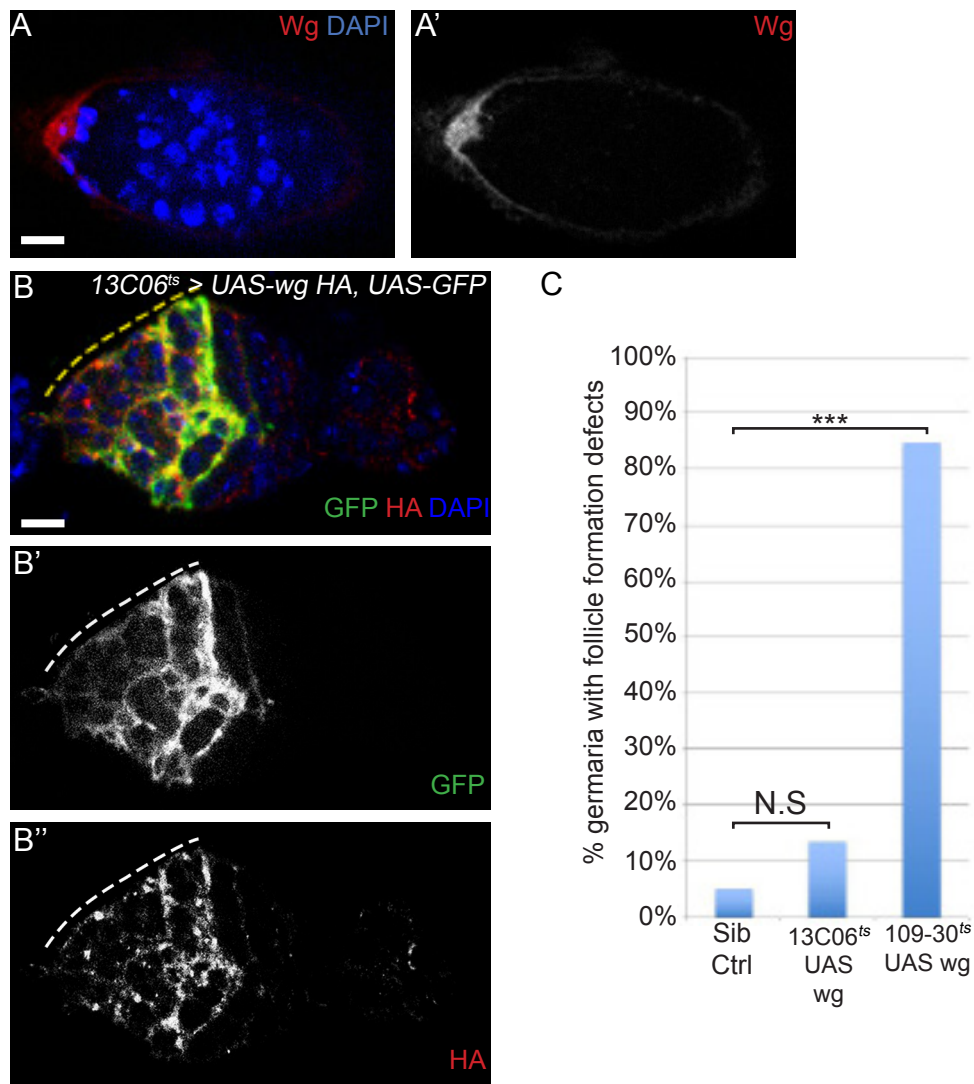 A
Wg DAPI
A'
Wg
B
13C06ts > UAS-wg HA, UAS-GFP
GFP HA DAPI
B'
GFP
B''
HA
C
% germaria with follicle formation defects
100%
90%
80%
70%
60%
50%
40%
30%
20%
10%
0%
***
N.S
Sib
Ctrl
13C06ts
UAS
wg
109-30ts
UAS wg